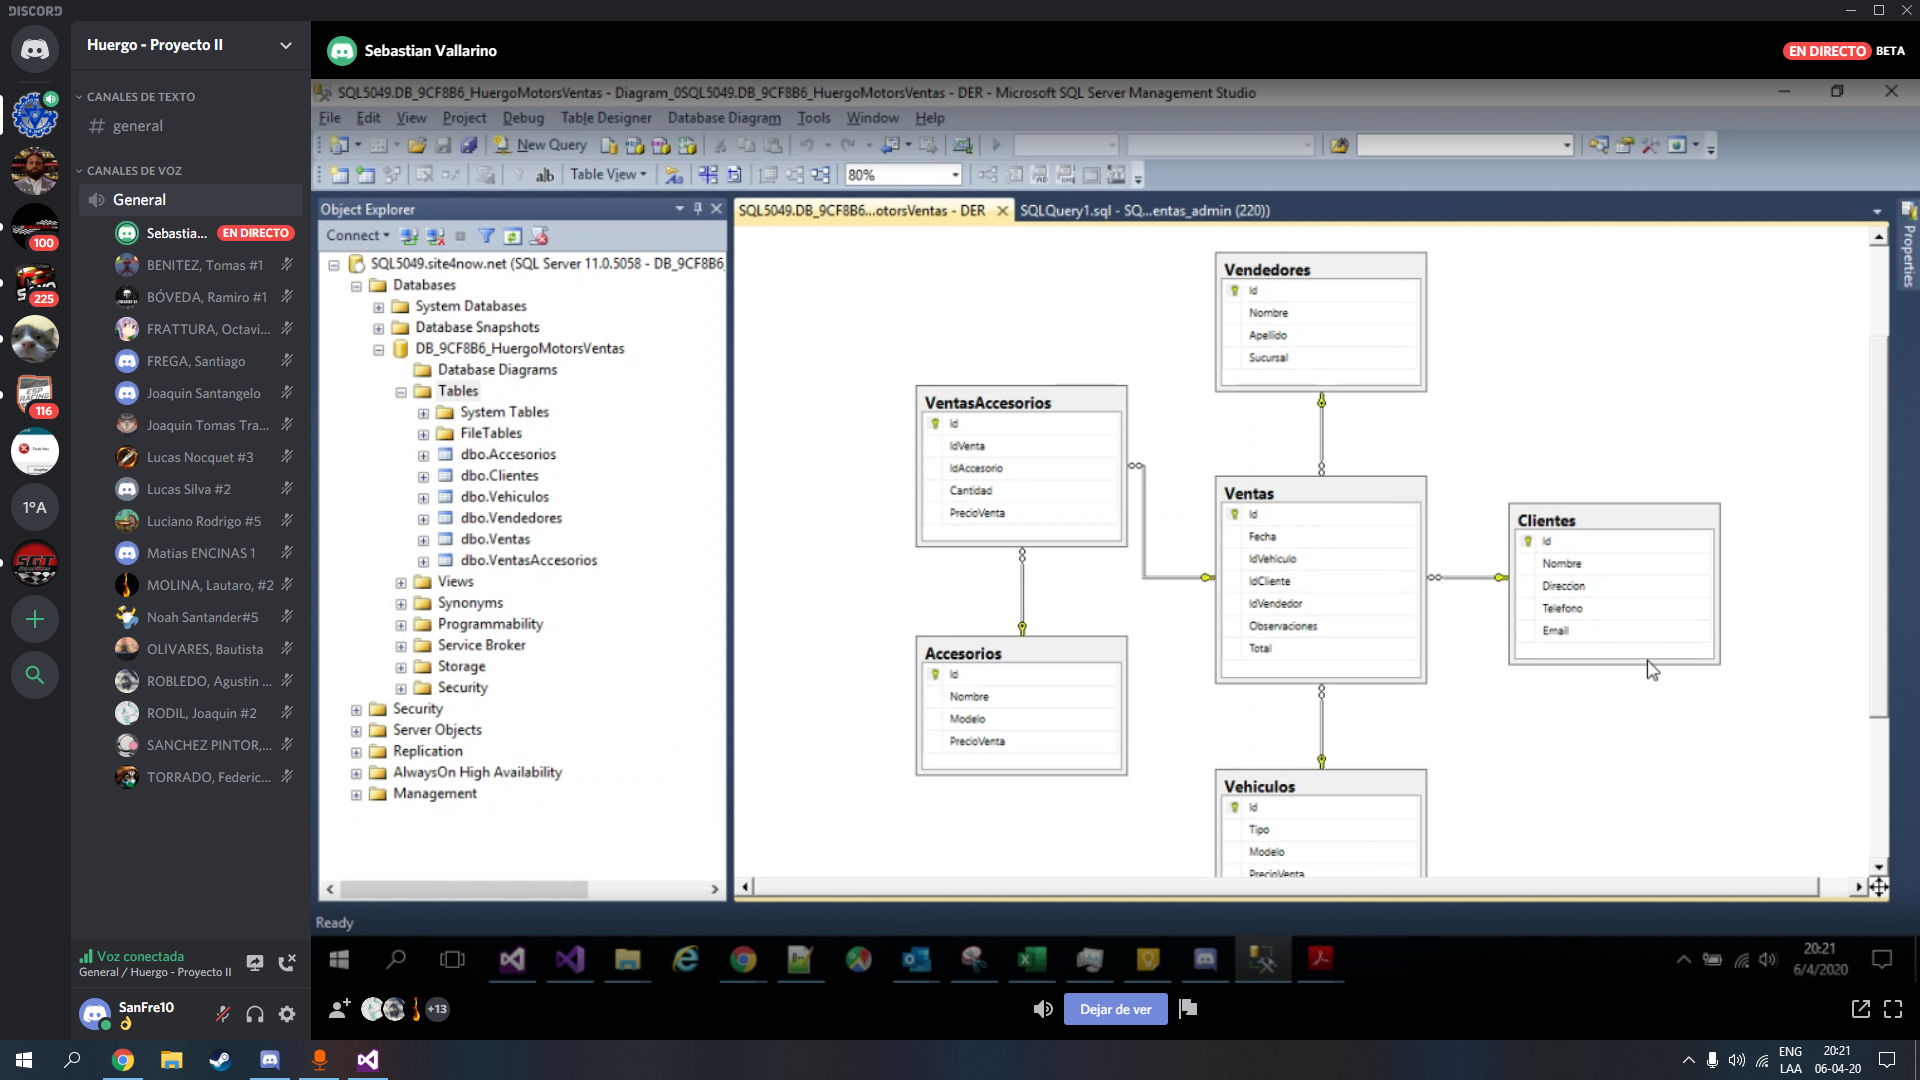 DISCORD
Huergo - Proyecto II
CANALES DE TEXTO
# general
CANALES DE VOZ
General
Sebastia... EN DIRECTO
BENITEZ, Tomas #1
BÓVEDA, Ramiro #1
FRATTURA, Octavi...
FREGA, Santiago
Joaquin Santangelo
Joaquin Tomas Tra...
Lucas Nocquet #3
Lucas Silva #2
Luciano Rodrigo #5
Matias ENCINAS 1
MOLINA, Lautaro, #2
Noah Santander#5
OLIVARES, Bautista
ROBLEDO, Agustin ...
RODIL, Joaquin #2
SANCHEZ PINTOR,...
TORRADO, Federic...
100
225
ESP RACING
116
1°A
SGT
Voz conectada
General / Huergo - Proyecto II
SanFre10
Sebastian Vallarino
EN DIRECTO BETA
SQL5049.DB_9CF8B6_HuergoMotorsVentas - Diagram_0SQL5049.DB_9CF8B6_HuergoMotorsVentas - DER - Microsoft SQL Server Management Studio
File Edit View Project Debug Table Designer Database Diagram Tools Window Help
New Query
ab| Table View 80%
Object Explorer
Connect
SQL5049.site4now.net (SQL Server 11.0.5058 - DB_9CF8B6_
Databases
System Databases
Database Snapshots
DB_9CF8B6_HuergoMotorsVentas
Database Diagrams
Tables
System Tables
FileTables
dbo.Accesorios
dbo.Clientes
dbo.Vehiculos
dbo.Vendedores
dbo.Ventas
dbo.VentasAccesorios
Views
Synonyms
Programmability
Service Broker
Storage
Security
Security
Server Objects
Replication
AlwaysOn High Availability
Management
SQL5049.DB_9CF8B6...otorsVentas - DER
SQLQuery1.sql - SQ...entas_admin (220))
Properties
Vendedores
Id
Nombre
Apellido
Sucursal
VentasAccesorios
Id
IdVenta
IdAccesorio
Cantidad
PrecioVenta
Ventas
Id
Fecha
IdVehiculo
IdCliente
IdVendedor
Observaciones
Total
Clientes
Id
Nombre
Direccion
Telefono
Email
Accesorios
Id
Nombre
Modelo
PrecioVenta
Vehiculos
Id
Tipo
Modelo
PrecioVenta
Ready
20:21
6/4/2020
+13
Dejar de ver
ENG
LAA
20:21
06-04-20